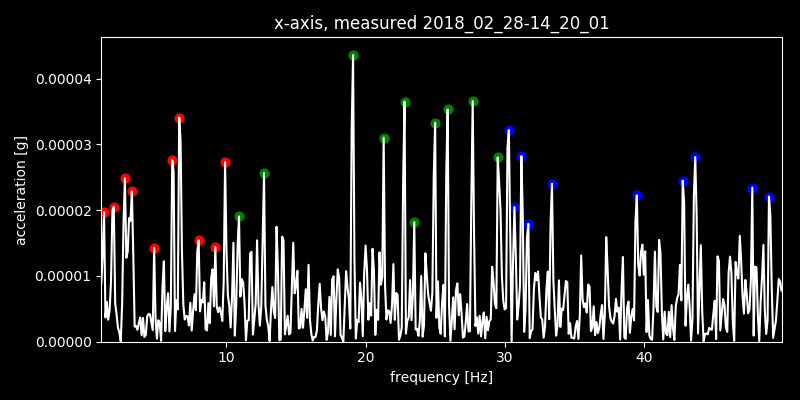 x-axis, measured 2018_02_28-14_20_01
0.00004
0.00003
0.00002
0.00001
0.00000
acceleration [g]
10 20 30 40
frequency [Hz]